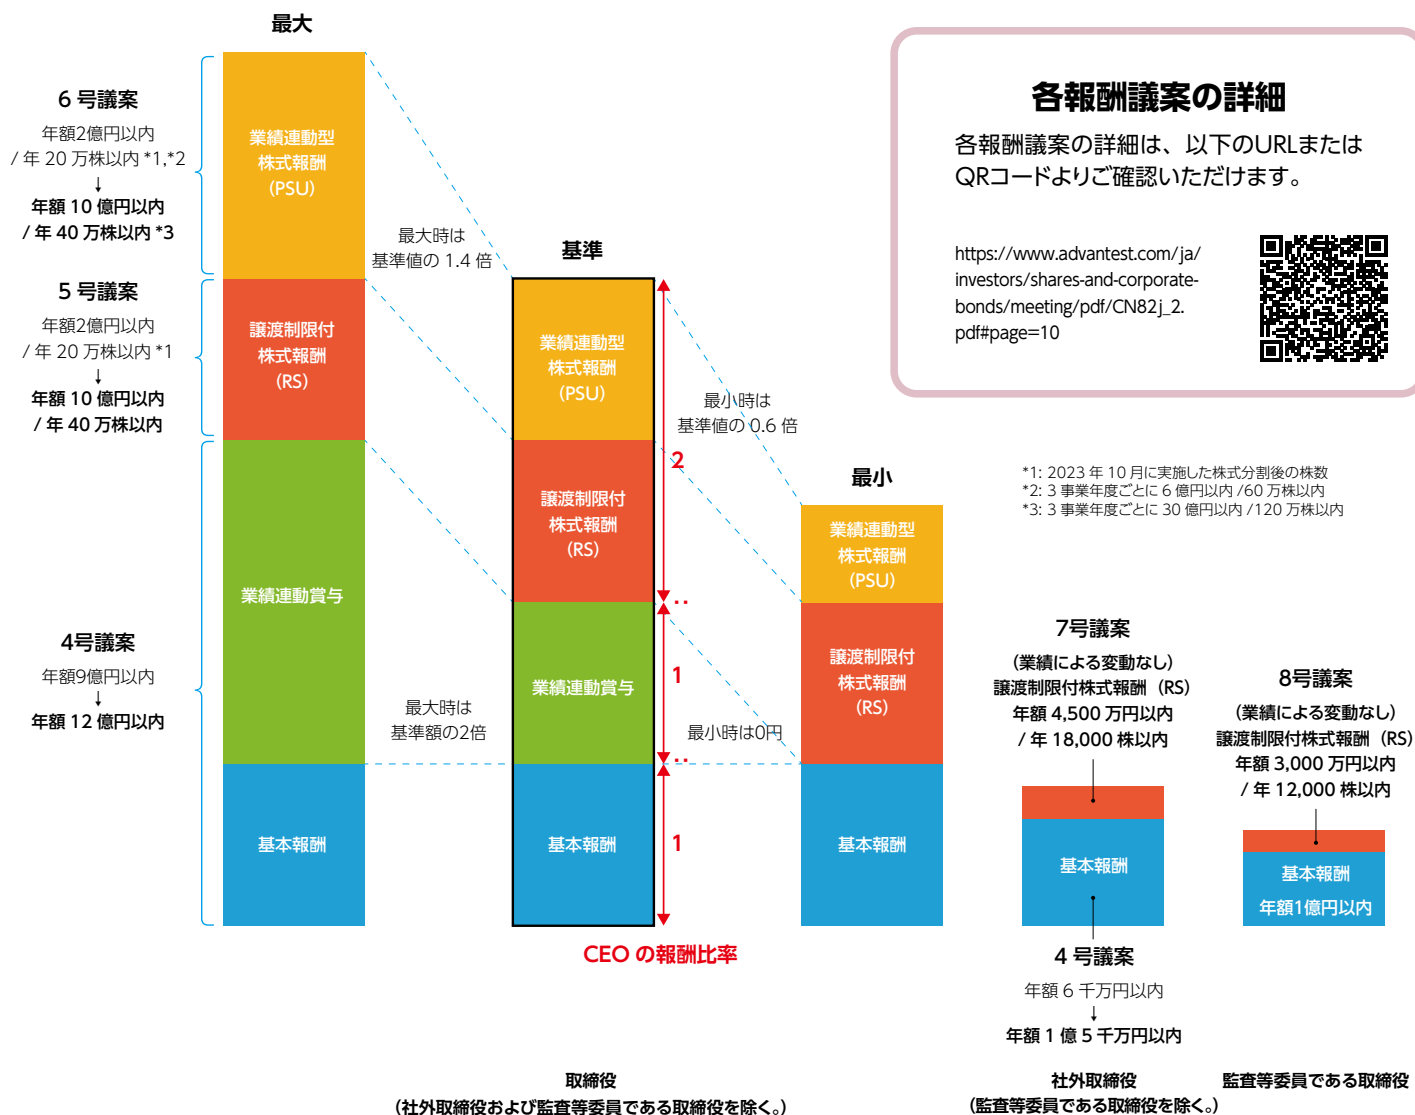 最大
6 号議案
年額2億円以内
/ 年 20 万株以内 *1,*2
↓
年額 10 億円以内
/ 年 40 万株以内 *3
5 号議案
年額2億円以内
/ 年 20 万株以内 *1
↓
年額 10 億円以内
/ 年 40 万株以内
4号議案
年額9億円以内
↓
年額 12 億円以内
業績連動型
株式報酬
(PSU)
譲渡制限付
株式報酬
(RS)
業績連動賞与
基本報酬
最大時は
基準値の 1.4 倍
最大時は
基準額の2倍
基準
業績連動型
株式報酬
(PSU)
譲渡制限付
株式報酬
(RS)
業績連動賞与
基本報酬
2
:
1
:
1
CEO の報酬比率
最小時は
基準値の 0.6 倍
最小時は0円
最小
業績連動型
株式報酬
(PSU)
譲渡制限付
株式報酬
(RS)
基本報酬
各報酬議案の詳細
各報酬議案の詳細は、以下のURLまたは
QRコードよりご確認いただけます。
https://www.advantest.com/ja/
investors/shares-and-corporate-
bonds/meeting/pdf/CN82j_2.
pdf#page=10
*1: 2023 年 10 月に実施した株式分割後の株数
*2: 3 事業年度ごとに 6 億円以内 /60 万株以内
*3: 3 事業年度ごとに 30 億円以内 /120 万株以内
7号議案
(業績による変動なし)
譲渡制限付株式報酬(RS)
年額 4,500 万円以内
/ 年 18,000 株以内
基本報酬
4 号議案
年額 6 千万円以内
↓
年額 1 億 5 千万円以内
8号議案
(業績による変動なし)
譲渡制限付株式報酬(RS)
年額 3,000 万円以内
/ 年 12,000 株以内
基本報酬
年額1億円以内
取締役
(社外取締役および監査等委員である取締役を除く。)
社外取締役
(監査等委員である取締役を除く。)
監査等委員である取締役